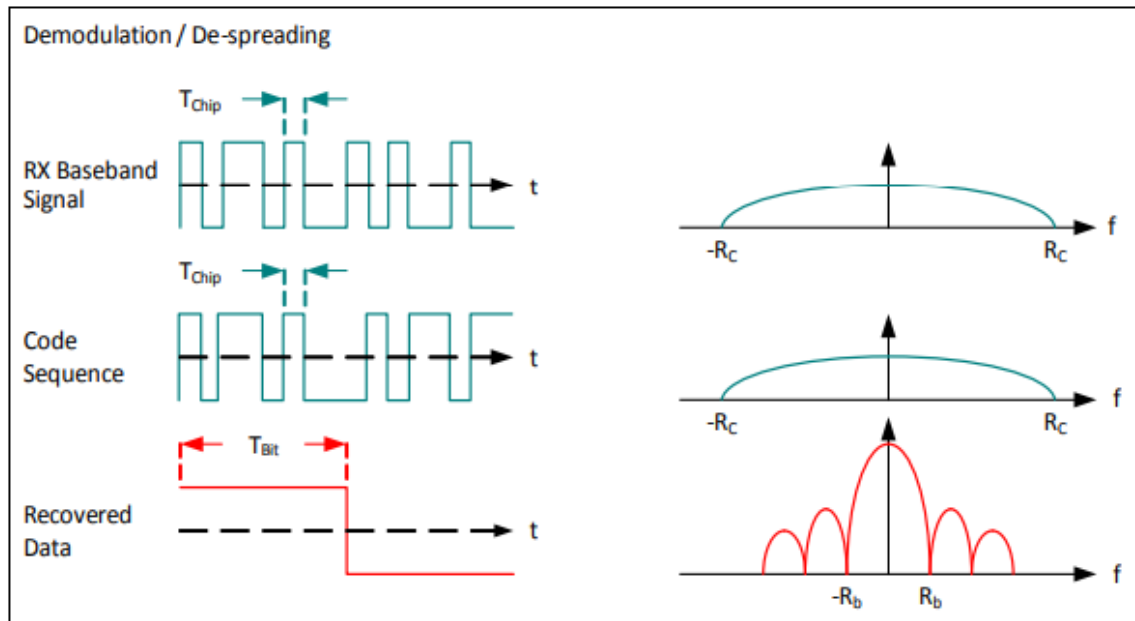 Demodulation / De-spreading
TChip
RX Baseband
Signal
t
f
-RC
RC
TChip
Code
Sequence
t
f
-RC
RC
TBit
Recovered
Data
t
f
-Rb
Rb